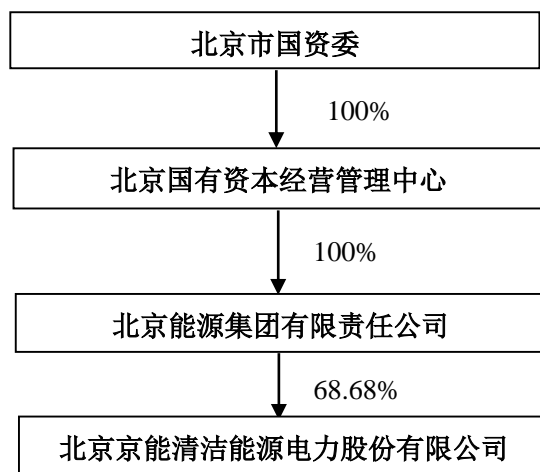 北京市国资委
100%
北京国有资本经营管理中心
100%
北京能源集团有限责任公司
68.68%
北京京能清洁能源电力股份有限公司